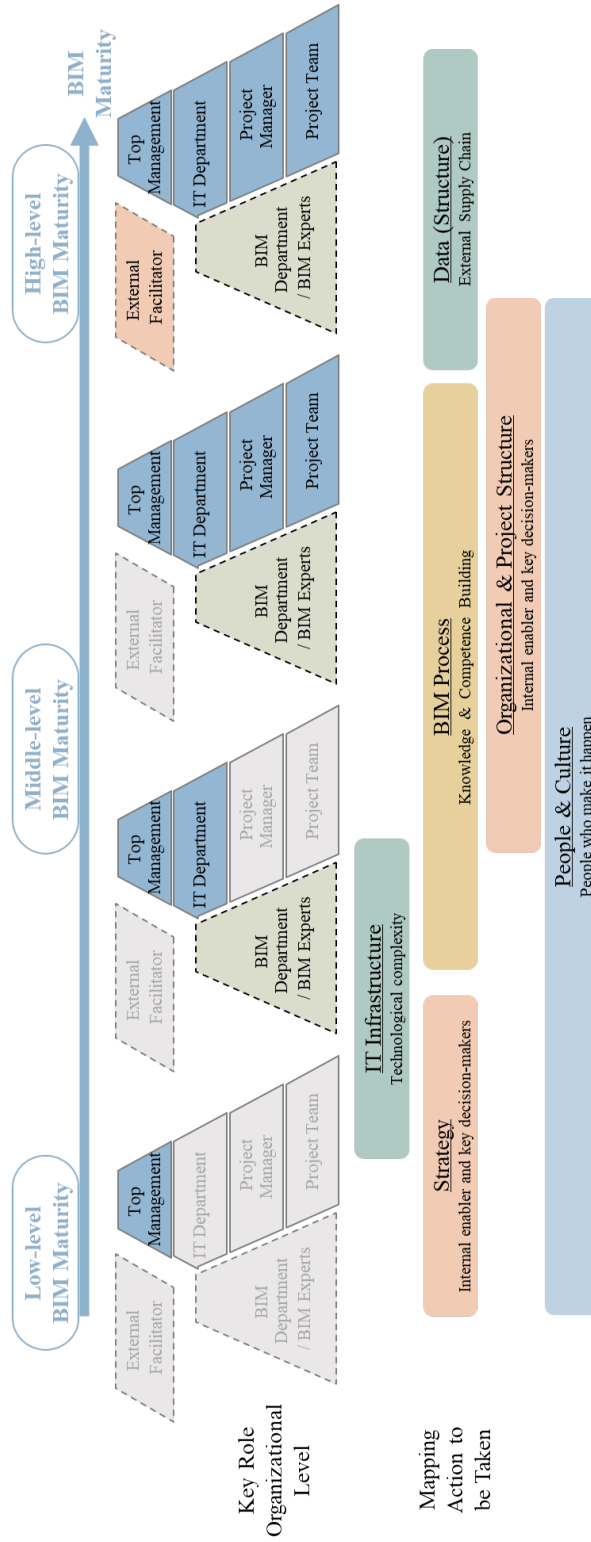 Low-level
BIM Maturity
Middle-level
BIM Maturity
High-level
BIM Maturity
BIM
Maturity
Key Role
Organizational
Level
External
Facilitator
Top
Management
IT Department
Project
Manager
Project Team
BIM
Department
/ BIM Experts
External
Facilitator
Top
Management
IT Department
Project
Manager
Project Team
BIM
Department
/ BIM Experts
External
Facilitator
Top
Management
IT Department
Project
Manager
Project Team
BIM
Department
/ BIM Experts
External
Facilitator
Top
Management
IT Department
Project
Manager
Project Team
BIM
Department
/ BIM Experts
Mapping
Action to
be Taken
IT Infrastructure
Technological complexity
Strategy
Internal enabler and key decision-makers
BIM Process
Knowledge & Competence Building
Data (Structure)
External Supply Chain
Organizational & Project Structure
Internal enabler and key decision-makers
People & Culture
People who make it happen